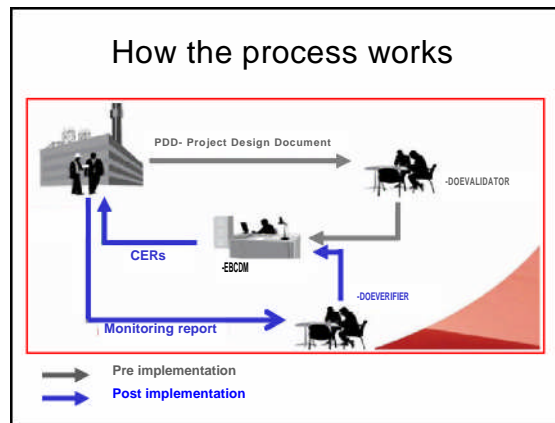 How the process works
PDD- Project Design Document
-DOEVALIDATOR
CERs
-EBCDM
-DOEVERIFIER
Monitoring report
Pre implementation
Post implementation